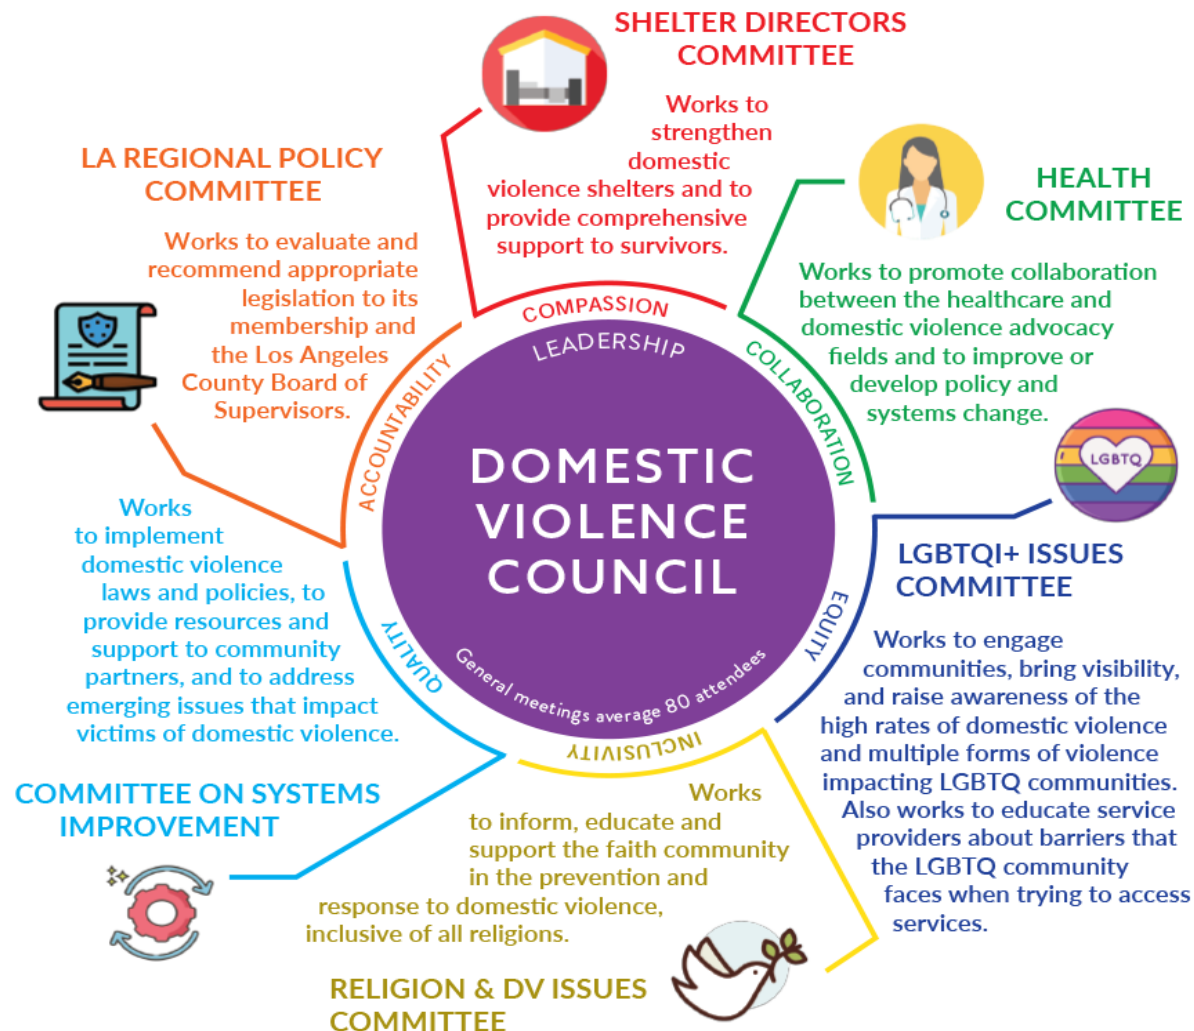 SHELTER DIRECTORS
COMMITTEE
Works to
strengthen
domestic
violence shelters and to
provide comprehensive
support to survivors.
LA REGIONAL POLICY
COMMITTEE
Works to evaluate and
recommend appropriate
legislation to its
membership and
the Los Angeles
County Board of
Supervisors.
HEALTH
COMMITTEE
Works to promote collaboration
between the healthcare and
domestic violence advocacy
fields and to improve or
develop policy and
systems change.
LGBTQ
LGBTQI+ ISSUES
COMMITTEE
Works to engage
communities, bring visibility,
and raise awareness of the
high rates of domestic violence
and multiple forms of violence
impacting LGBTQ communities.
Also works to educate service
providers about barriers that
the LGBTQ community
faces when trying to access
services.
COMPASSION
COLLABORATION
EQUITY
INCLUSIVITY
QUALITY
ACCOUNTABILITY
LEADERSHIP
DOMESTIC
VIOLENCE
COUNCIL
General meetings average 80 attendees
Works
to implement
domestic violence
laws and policies, to
provide resources and
support to community
partners, and to address
emerging issues that impact
victims of domestic violence.
COMMITTEE ON SYSTEMS
IMPROVEMENT
Works
to inform, educate and
support the faith community
in the prevention and
response to domestic violence,
inclusive of all religions.
RELIGION & DV ISSUES
COMMITTEE